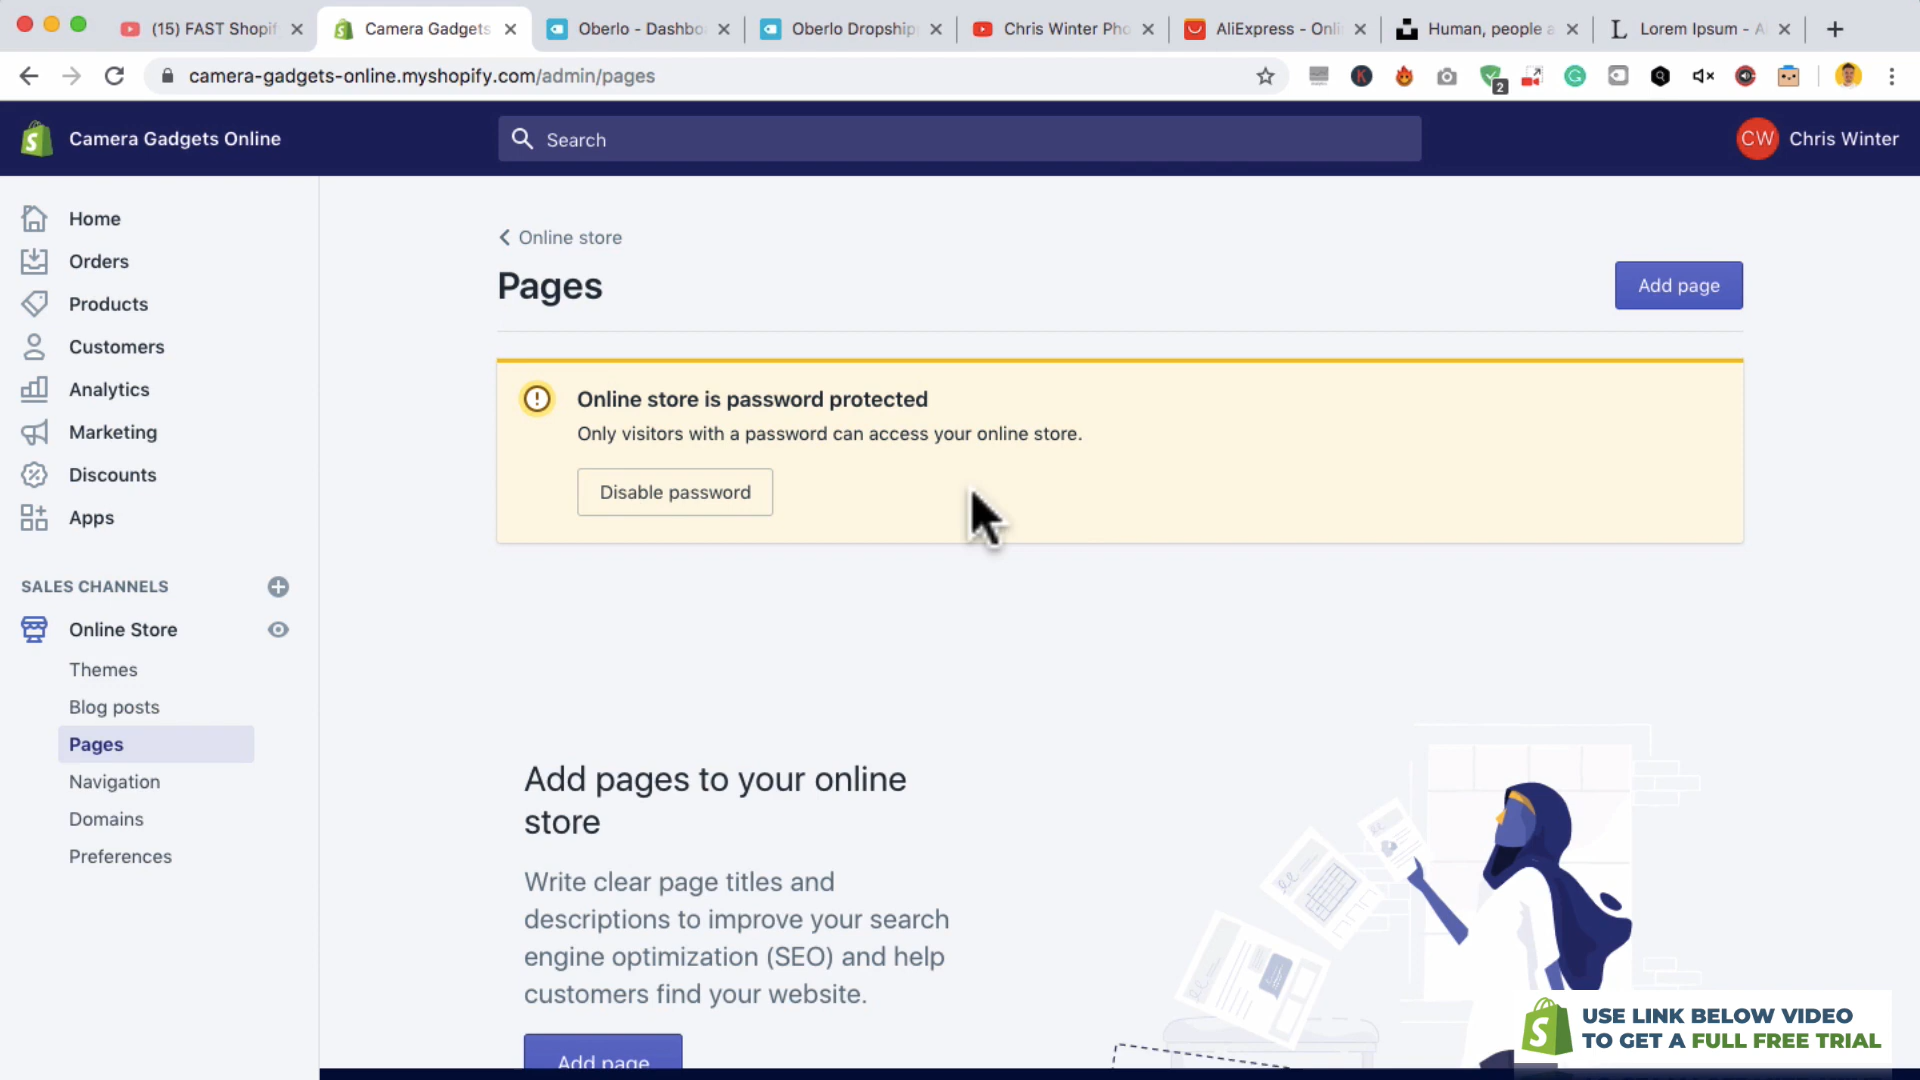 (15) FAST Shopif
Camera Gadgets
Oberlo - Dashbo
Oberlo Dropship
Chris Winter Pho
AliExpress - Onli
Human, people a
Lorem Ipsum - A
camera-gadgets-online.myshopify.com/admin/pages
2
Camera Gadgets Online
Search
CW
Chris Winter
Home
Orders
Products
Customers
Analytics
Marketing
Discounts
Apps
SALES CHANNELS
Online Store
Themes
Blog posts
Pages
Navigation
Domains
Preferences
Online store
Pages
Add page
Online store is password protected
Only visitors with a password can access your online store.
Disable password
Add pages to your online
store
Write clear page titles and
descriptions to improve your search
engine optimization (SEO) and help
customers find your website.
Add page
USE LINK BELOW VIDEO
TO GET A FULL FREE TRIAL